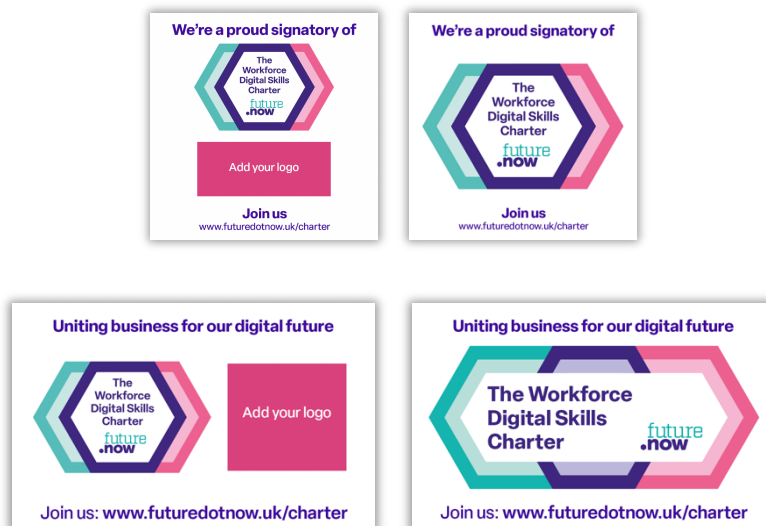 We're a proud signatory of
The
Workforce
Digital Skills
Charter
future
.now
Add your logo
Join us
www.futuredotnow.uk/charter
We're a proud signatory of
The
Workforce
Digital Skills
Charter
future
.now
Join us
www.futuredotnow.uk/charter
Uniting business for our digital future
The
Workforce
Digital Skills
Charter
future
.now
Add your logo
Join us: www.futuredotnow.uk/charter
Uniting business for our digital future
The Workforce
Digital Skills
Charter
future
.now
Join us: www.futuredotnow.uk/charter